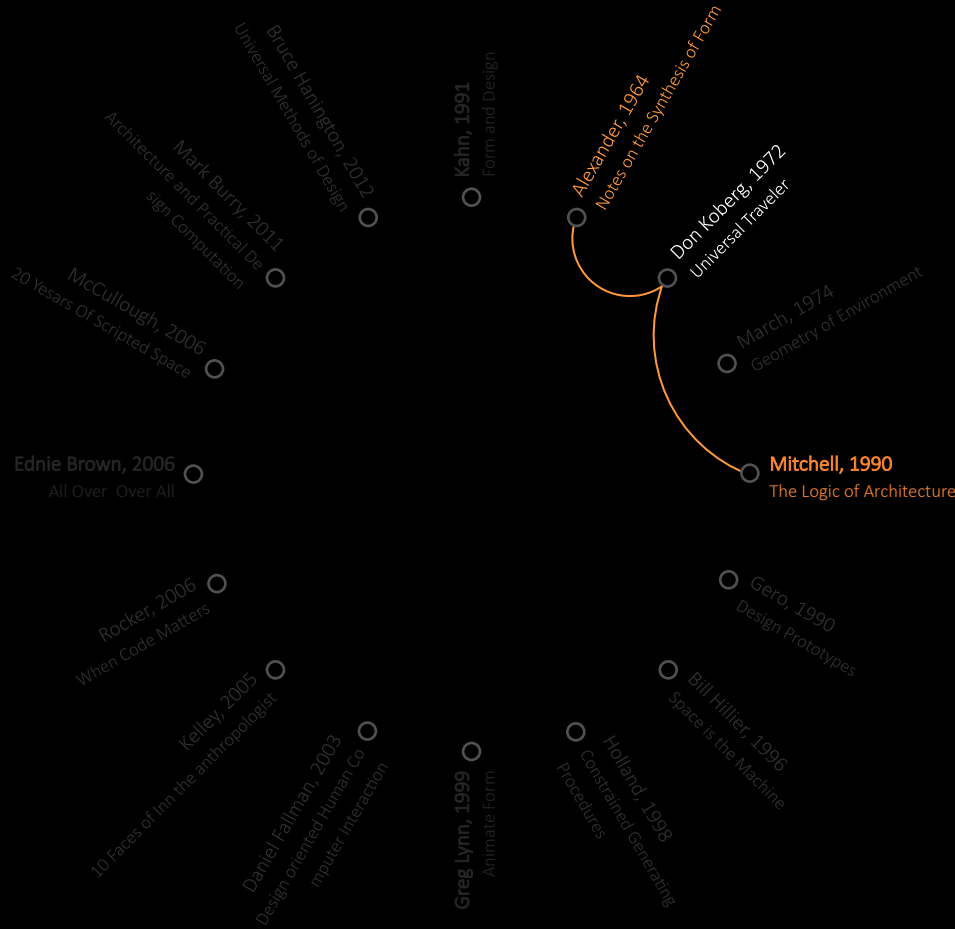 Kahn, 1991
Form and Design
Alexander, 1964
Notes on the Synthesis of Form
Don Koberg, 1972
Universal Traveler
March, 1974
Geometry of Environment
Mitchell, 1990
The Logic of Architecture
Gero, 1990
Design Prototypes
Bill Hillier, 1996
Space is the Machine
Holland, 1998
Constrained Generating
Procedures
Greg Lynn, 1999
Animate Form
Daniel Fallman, 2003
Design oriented Human Co
mputer Interaction
Kelley, 2005
10 Faces of Inn the anthropologist
Rocker, 2006
When Code Matters
Ednie Brown, 2006
All Over  Over All
McCullough, 2006
20 Yesars Of Scripted Space
Mark Burry, 2011
Architecture and Practical De
sign Computation
Bruce Hanington, 2012
Universal Methods of Design